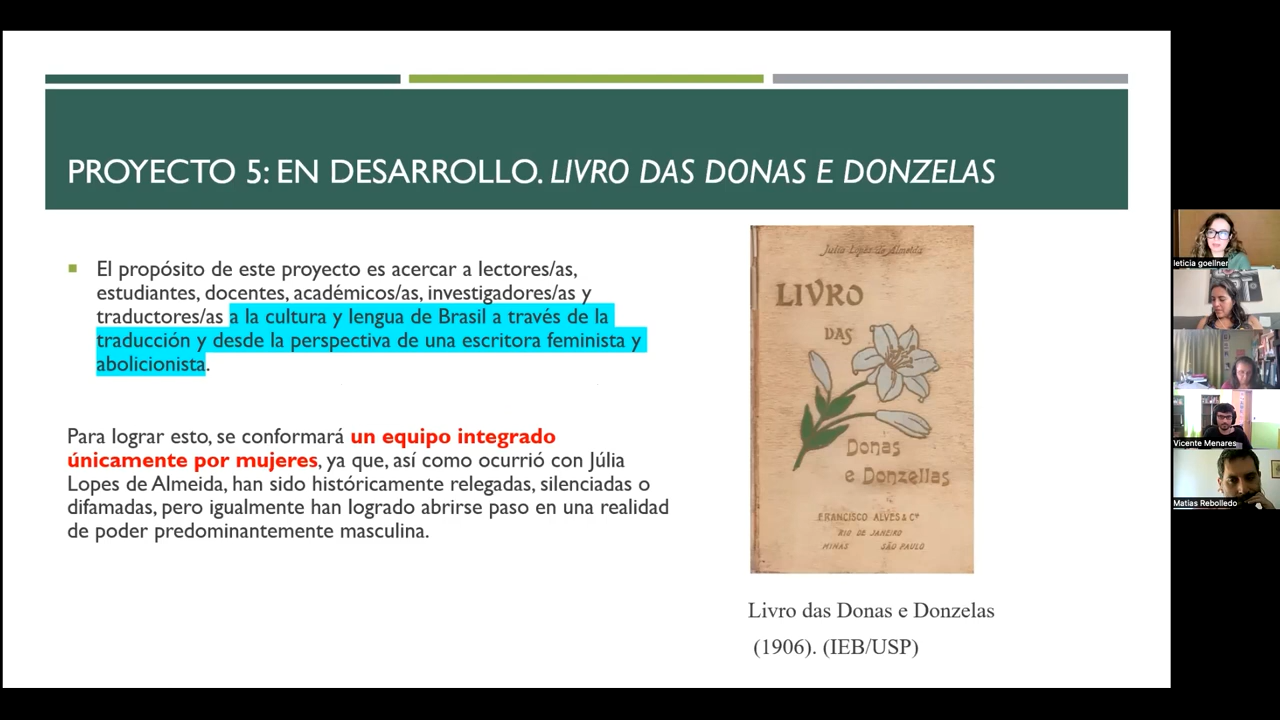 PROYECTO 5: EN DESARROLLO. LIVRO DAS DONAS E DONZELAS
El propósito de este proyecto es acercar a lectores/as,
estudiantes, docentes, académicos/as, investigadores/as y
traductores/as a la cultura y lengua de Brasil a través de la
traducción y desde la perspectiva de una escritora feminista y
abolicionista.
Para lograr esto, se conformará un equipo integrado
únicamente por mujeres, ya que, así como ocurrió con Júlia
Lopes de Almeida, han sido históricamente relegadas, silenciadas o
difamadas, pero igualmente han logrado abrirse paso en una realidad
de poder predominantemente masculina.
Julia Lopes de Almeida
LIVRO
DAS
Donas
e Donzellas
FRANCISCO ALVES & Cª
RIO DE JANEIRO
MINAS SÃO PAULO
Livro das Donas e Donzelas
(1906). (IEB/USP)
leticia goellner
Vicente Menares
Matías Rebolledo